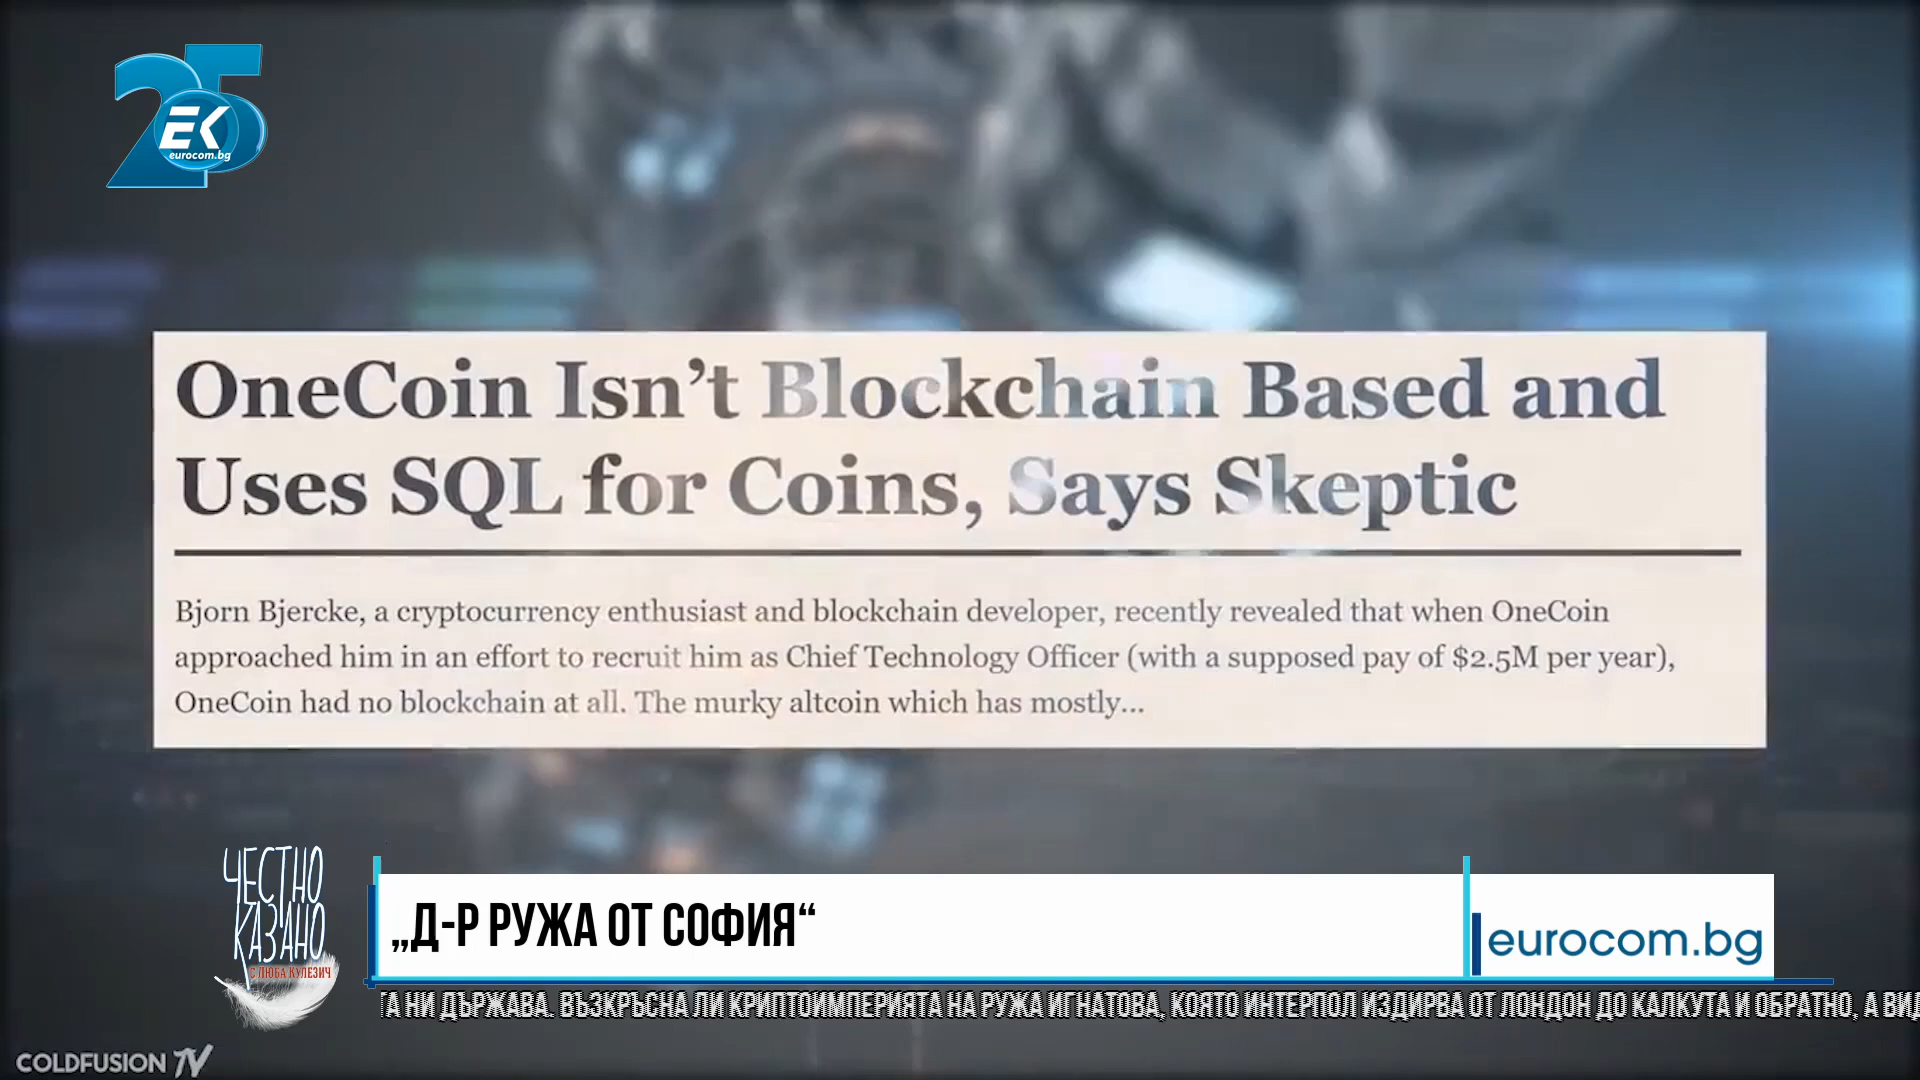 25
EK
eurocom.bg
OneCoin Isn’t Blockchain Based and
Uses SQL for Coins, Says Skeptic
Bjorn Bjercke, a cryptocurrency enthusiast and blockchain developer, recently revealed that when OneCoin
approached him in an effort to recruit him as Chief Technology Officer (with a supposed pay of $2.5M per year),
OneCoin had no blockchain at all. The murky altcoin which has mostly...
ЧЕСТНО
КАЗАНО
С ЛЮБА КУЛЕЗИЧ
„Д-Р РУЖА ОТ СОФИЯ“
eurocom.bg
ТА НИ ДЪРЖАВА. ВЪЗКРЪСНА ЛИ КРИПТОИМПЕРИЯТА НА РУЖА ИГНАТОВА, КОЯТО ИНТЕРПОЛ ИЗДИРВА ОТ ЛОНДОН ДО КАЛКУТА И ОБРАТНО, А ВИД
COLDFUSION TV